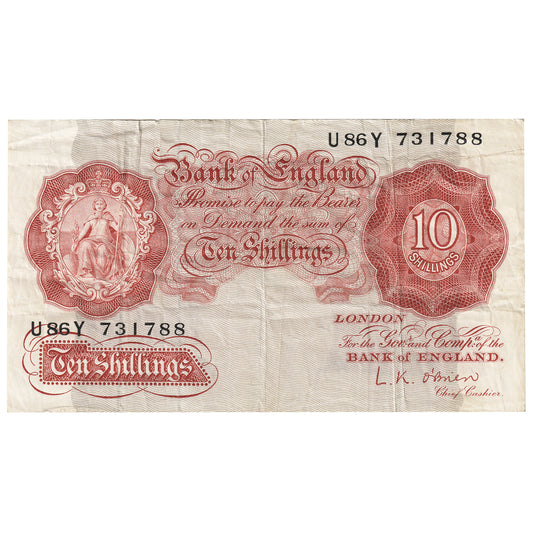 U86Y 731788
Bank of England
Promise to pay the Bearer
on Demand the sum of
Ten Shillings
10
SHILLINGS
U86Y 731788
Ten Shillings
LONDON
For the Govr. and Compa. of the
BANK OF ENGLAND.
L. K. O'Brien
Chief Cashier.